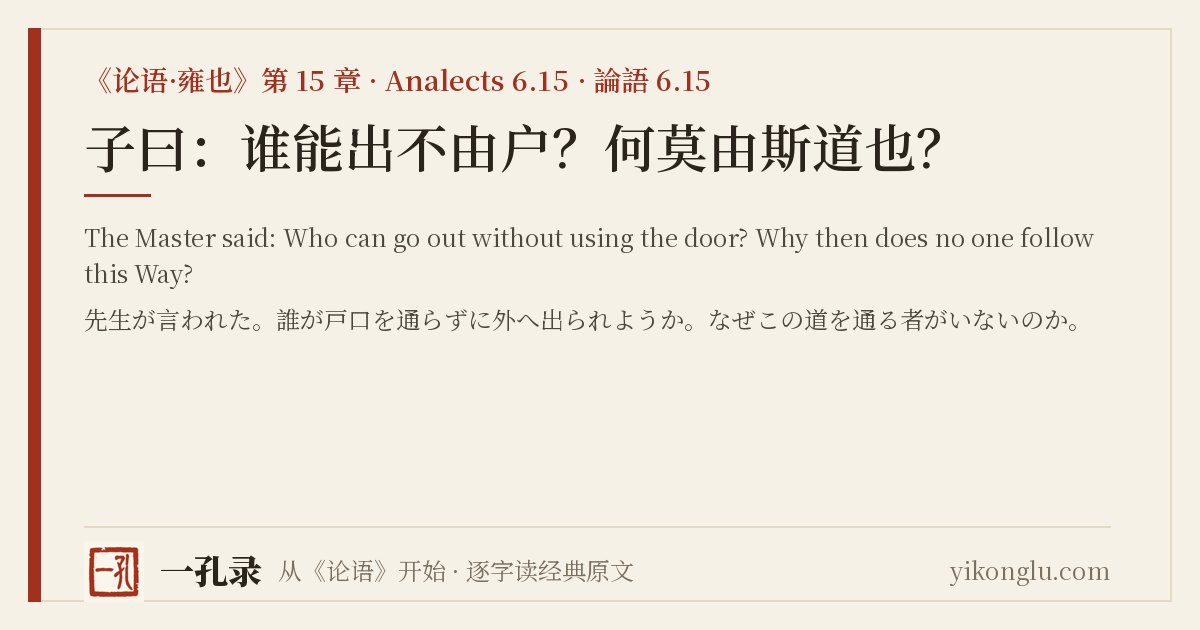 《论语·雍也》第 15 章 · Analects 6.15 · 論語 6.15
子曰：谁能出不由户？何莫由斯道也？
The Master said: Who can go out without using the door? Why then does no one follow
this Way?
先生が言われた。誰が戸口を通らずに外へ出られようか。なぜこの道を通る者がいないのか。
一孔
一孔录 从《论语》开始 · 逐字读经典原文 yikonglu.com